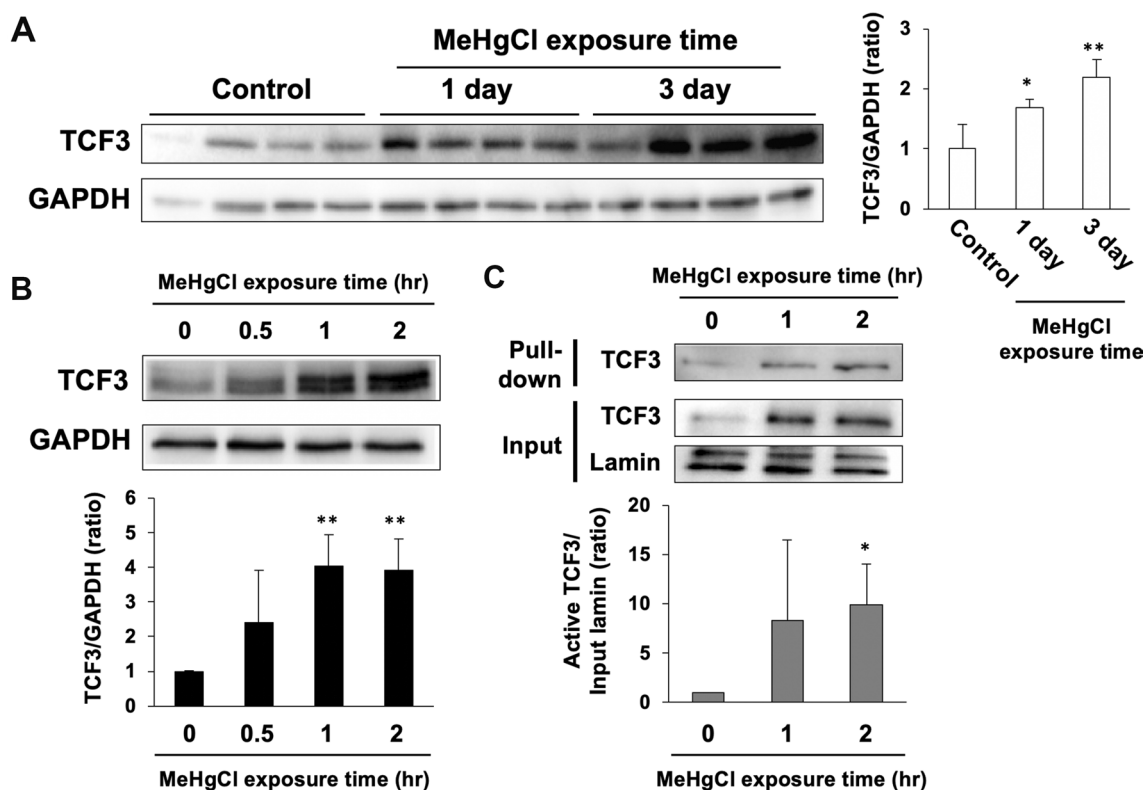 A
MeHgCl exposure time
Control
1 day
3 day
TCF3
GAPDH
TCF3/GAPDH (ratio)
3
2
1
0
*
**
Control
1 day
3 day
MeHgCl
exposure time
B
MeHgCl exposure time (hr)
0 0.5 1 2
TCF3
GAPDH
TCF3/GAPDH (ratio)
6
5
4
3
2
1
0
** **
0 0.5 1 2
MeHgCl exposure time (hr)
C
MeHgCl exposure time (hr)
0 1 2
Pull-
down
TCF3
Input
TCF3
Lamin
Active TCF3/
Input lamin (ratio)
20
15
10
5
0
*
0 1 2
MeHgCl exposure time (hr)